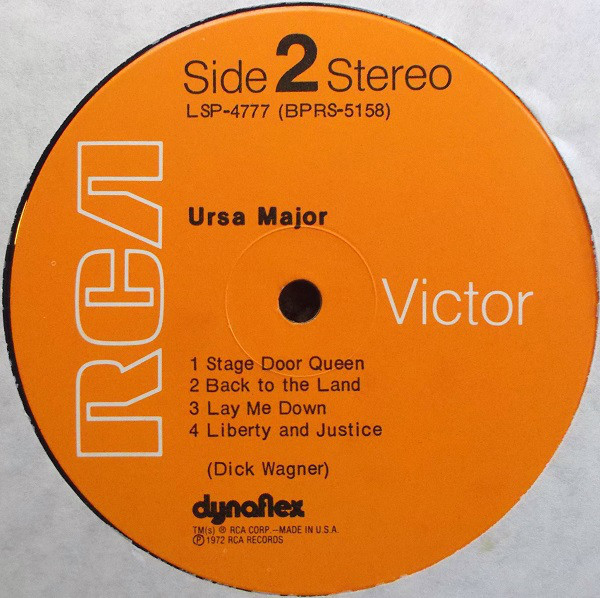 Side 2 Stereo
LSP-4777 (BPRS-5158)
RCA
Ursa Major
Victor
1 Stage Door Queen
2 Back to the Land
3 Lay Me Down
4 Liberty and Justice
(Dick Wagner)
dynaflex
TM(s) ® RCA CORP.—MADE IN U.S.A.
Ⓟ 1972 RCA RECORDS